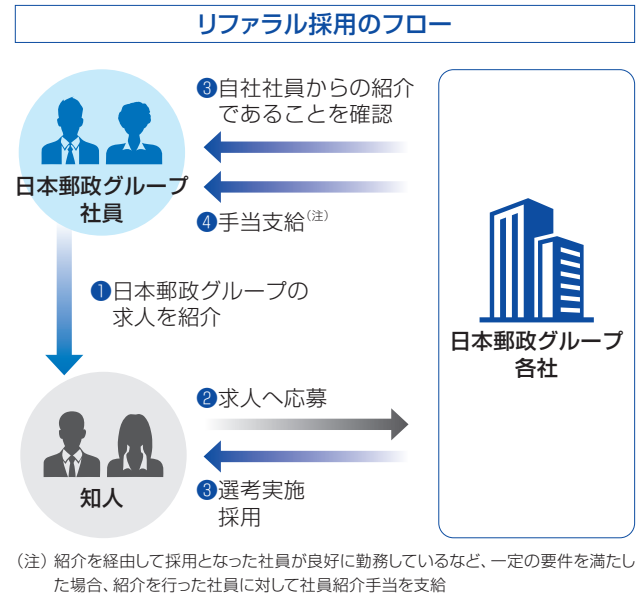 リファラル採用のフロー
❸自社社員からの紹介
であることを確認
日本郵政グループ
社員
❹手当支給(注)
❶日本郵政グループの
求人を紹介
日本郵政グループ
各社
❷求人へ応募
知人
❸選考実施
採用
(注) 紹介を経由して採用となった社員が良好に勤務しているなど、一定の要件を満たし
た場合、紹介を行った社員に対して社員紹介手当を支給